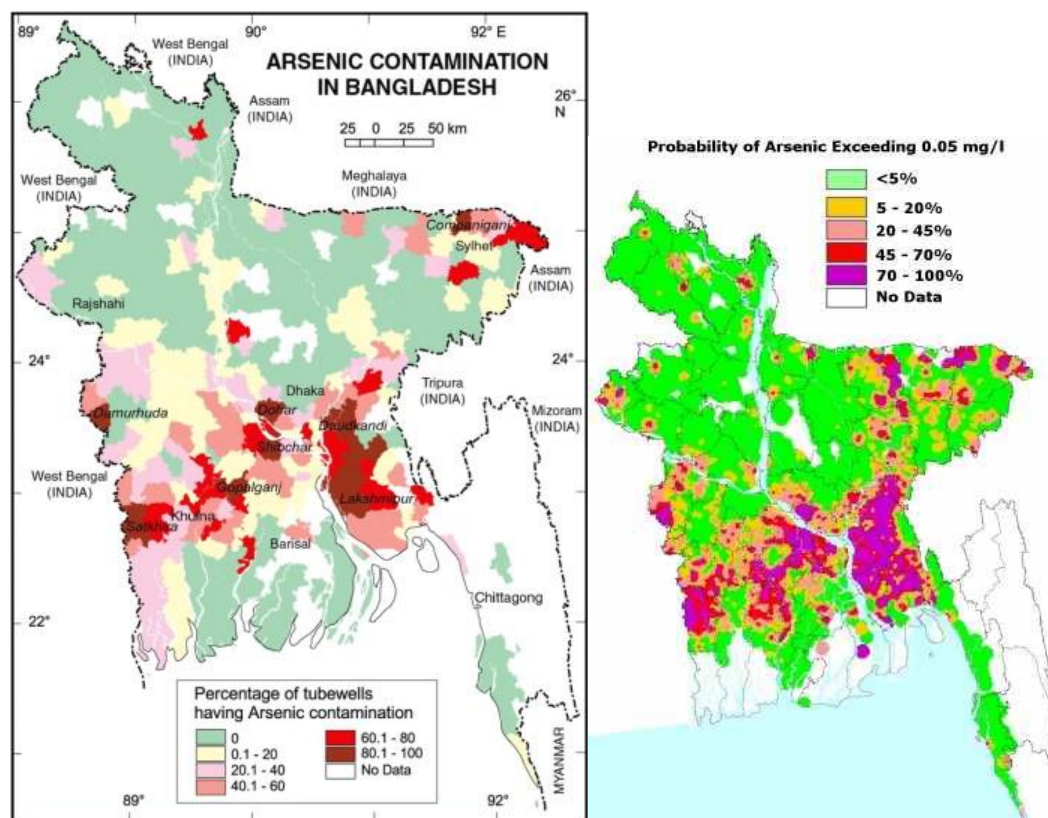 89°
90°
92° E
West Bengal
(INDIA)
ARSENIC CONTAMINATION
IN BANGLADESH
Assam
(INDIA)
26°
N
25 0 25 50 km
West Bengal
(INDIA)
Meghalaya
(INDIA)
Companiganj
Sylhet
Assam
(INDIA)
Rajshahi
24°
24°
Dhaka
Tripura
(INDIA)
Mizoram
(INDIA)
Damurhuda
Dohar
Daudkandi
Shibchar
West Bengal
(INDIA)
Gopalganj
Lakshmipur
Satkhira
Khulna
Barisal
22°
22°
Chittagong
Percentage of tubewells
having Arsenic contamination
0
0.1 - 20
20.1 - 40
40.1 - 60
60.1 - 80
80.1 - 100
No Data
MYANMAR
89°
92°
Probability of Arsenic Exceeding 0.05 mg/l
<5%
5 - 20%
20 - 45%
45 - 70%
70 - 100%
No Data